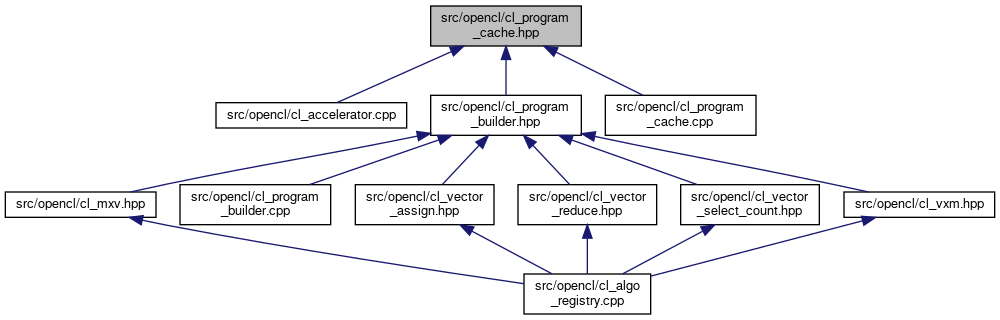 src/opencl/cl_program
_cache.hpp
src/opencl/cl_accelerator.cpp
src/opencl/cl_program
_builder.hpp
src/opencl/cl_program
_cache.cpp
src/opencl/cl_mxv.hpp
src/opencl/cl_program
_builder.cpp
src/opencl/cl_vector
_assign.hpp
src/opencl/cl_vector
_reduce.hpp
src/opencl/cl_vector
_select_count.hpp
src/opencl/cl_vxm.hpp
src/opencl/cl_algo
_registry.cpp